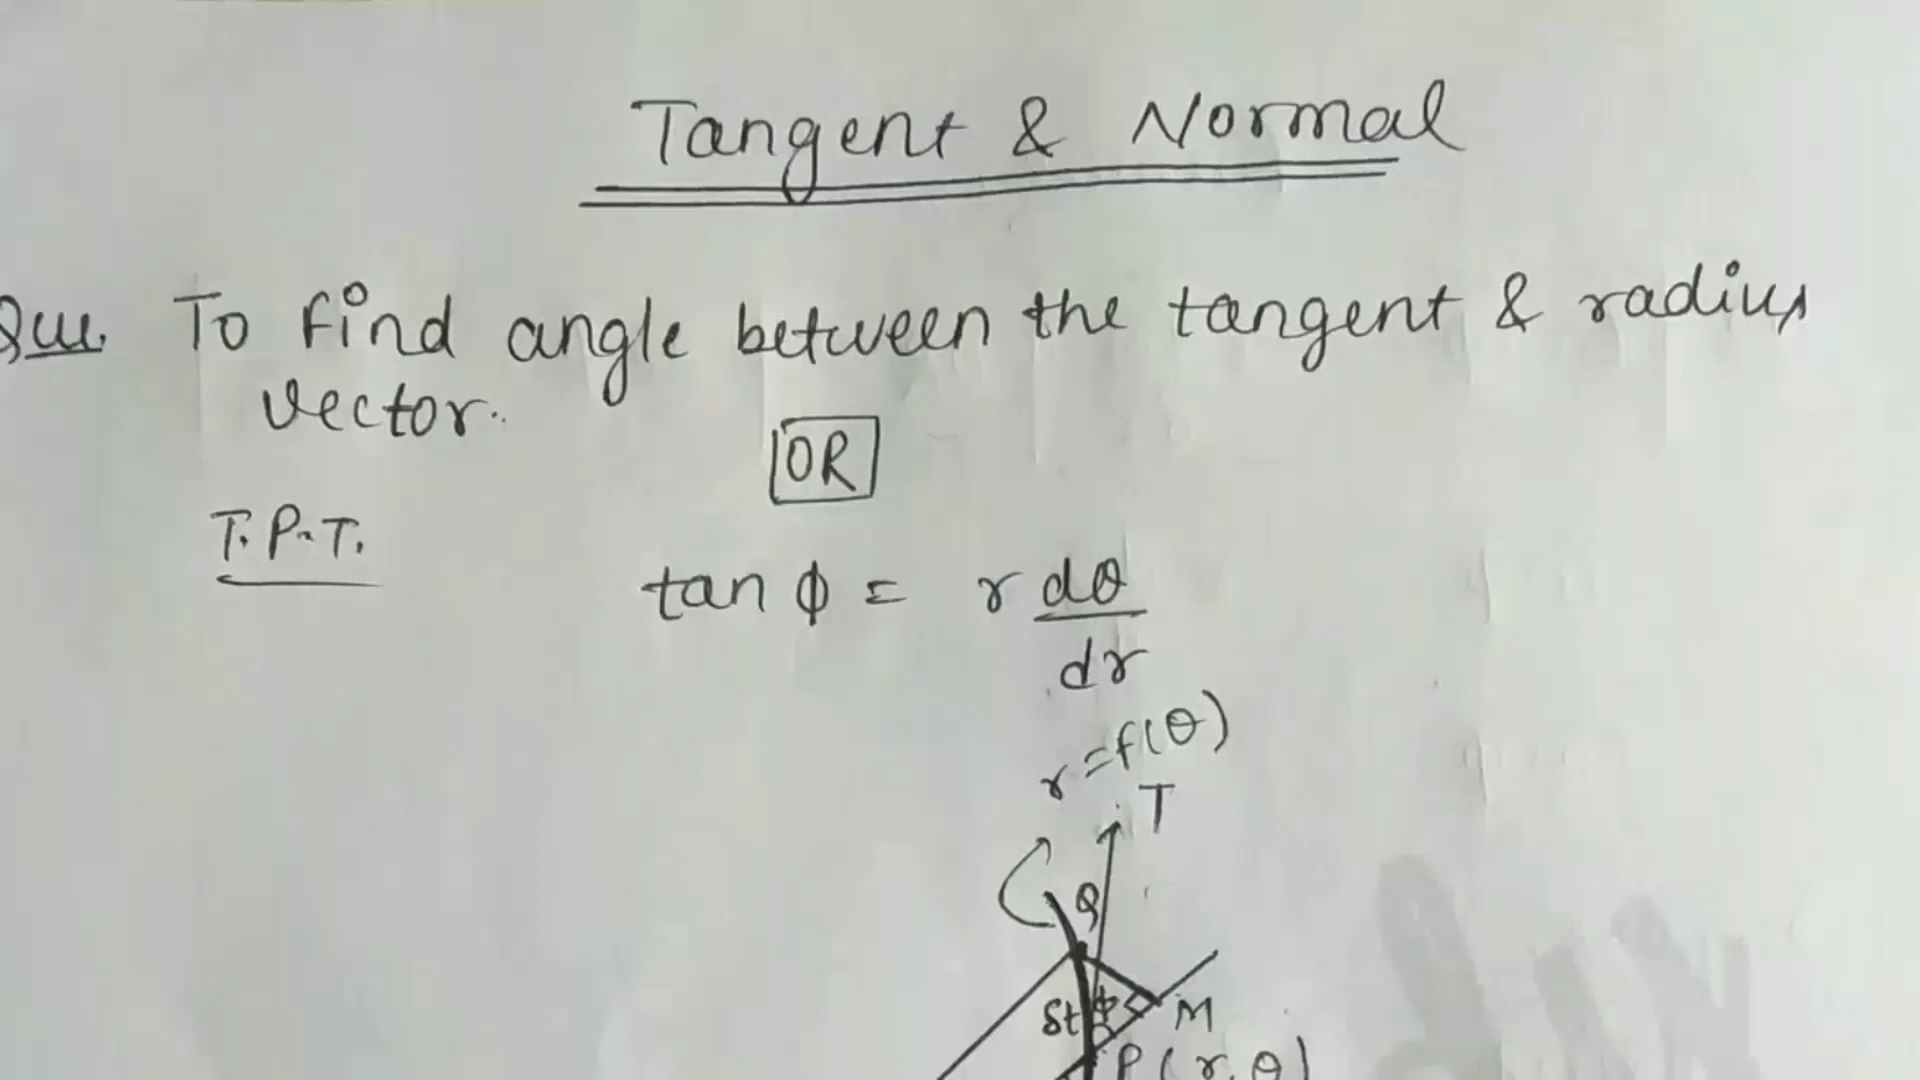 Tangent & Normal
Que. To find angle between the tangent & radius
vector.
OR
T.P.T.
tan ϕ = r dθ
dr
r = f(θ)
T
Q
ϕ
M
P(r, θ)